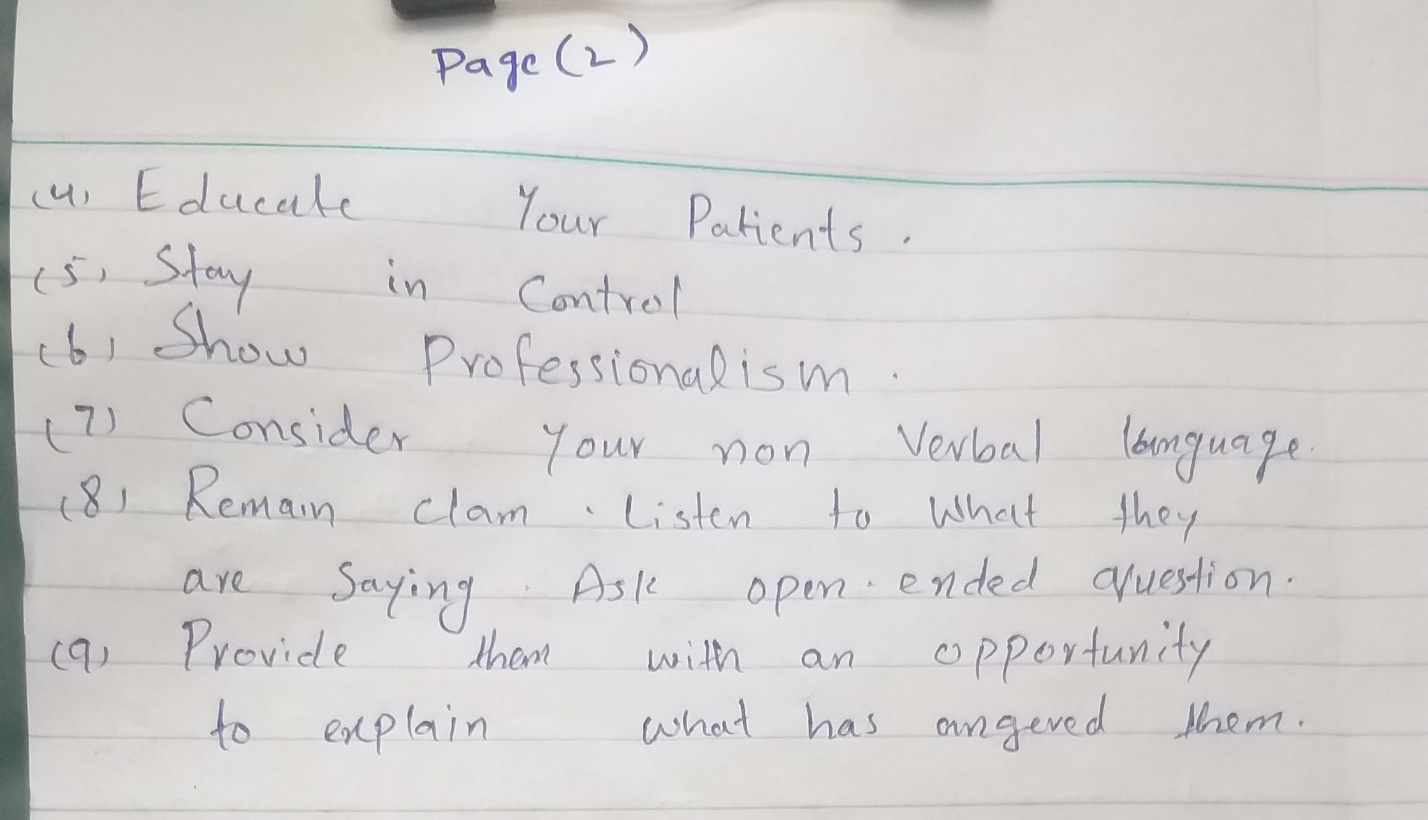 Page (2)
(4) Educate Your Patients.
(5) Stay in Control
(6) Show Professionalism.
(7) Consider Your non Verbal language.
(8) Remain clam. Listen to What they
are Saying. Ask open-ended question.
(9) Provide them with an opportunity
to explain what has angered them.